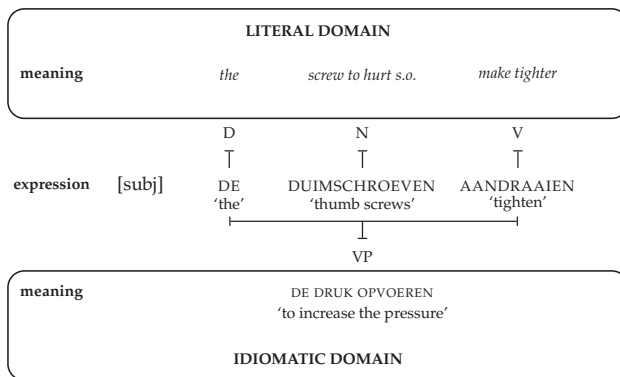 LITERAL DOMAIN
meaning the screw to hurt s.o. make tighter
D N V
expression [subj] DE DUIMSCHROEVEN AANDRAAIEN
‘the’ ‘thumb screws’ ‘tighten’
VP
meaning DE DRUK OPVOEREN
‘to increase the pressure’
IDIOMATIC DOMAIN